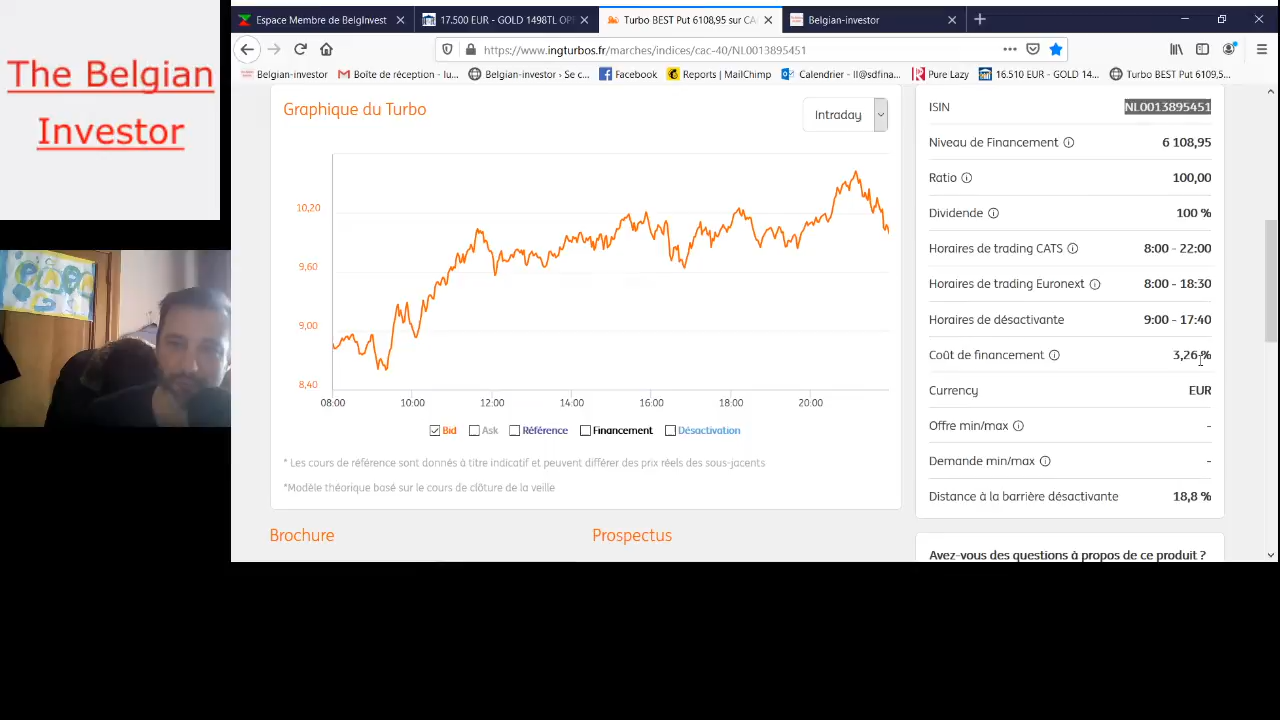 The Belgian
Investor
Espace Membre de BelgInvest
17.500 EUR - GOLD 1498TL OP
Turbo BEST Put 6108,95 sur CA
Belgian-investor
https://www.ingturbos.fr/marches/indices/cac-40/NL0013895451
Belgian-investor
Boîte de réception - lu...
Belgian-investor › Se c...
Facebook
Reports | MailChimp
Calendrier - ll@sdfina...
Pure Lazy
16.510 EUR - GOLD 14...
Turbo BEST Put 6109,5...
Graphique du Turbo
Intraday
10,20
9,60
9,00
8,40
08:00 10:00 12:00 14:00 16:00 18:00 20:00
Bid Ask Référence Financement Désactivation
* Les cours de référence sont donnés à titre indicatif et peuvent différer des prix réels des sous-jacents
*Modèle théorique basé sur le cours de clôture de la veille
Brochure
Prospectus
ISIN NL0013895451
Niveau de Financement 6 108,95
Ratio 100,00
Dividende 100 %
Horaires de trading CATS 8:00 - 22:00
Horaires de trading Euronext 8:00 - 18:30
Horaires de désactivante 9:00 - 17:40
Coût de financement 3,26 %
Currency EUR
Offre min/max -
Demande min/max -
Distance à la barrière désactivante 18,8 %
Avez-vous des questions à propos de ce produit ?